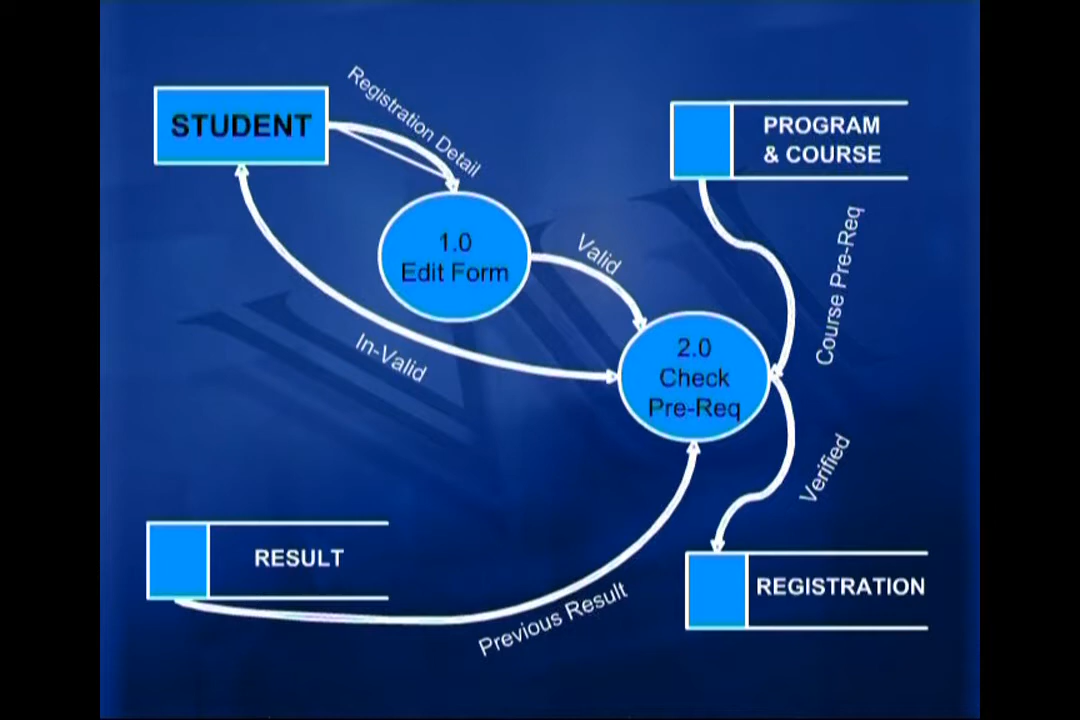 STUDENT
Registration Detail
PROGRAM
& COURSE
1.0
Edit Form
Valid
Course Pre-Req
In-Valid
2.0
Check
Pre-Req
Verified
RESULT
REGISTRATION
Previous Result